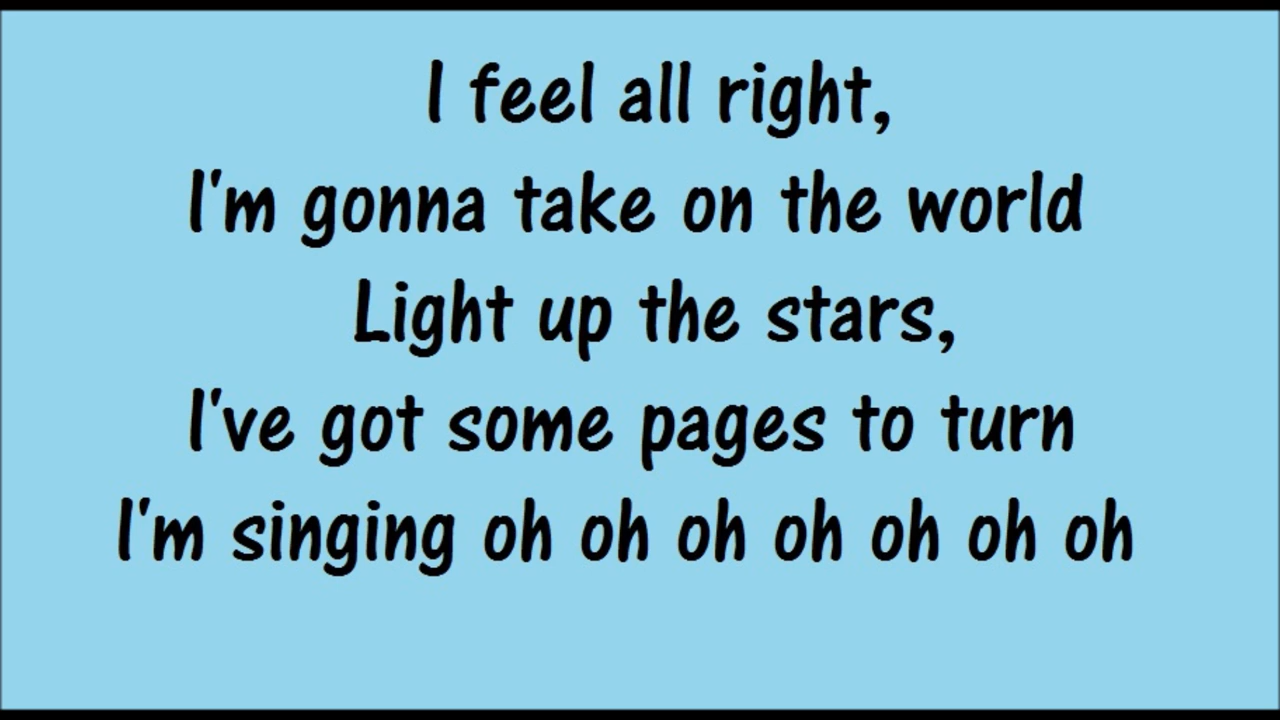 I feel all right,
I'm gonna take on the world
Light up the stars,
I've got some pages to turn
I'm singing oh oh oh oh oh oh oh